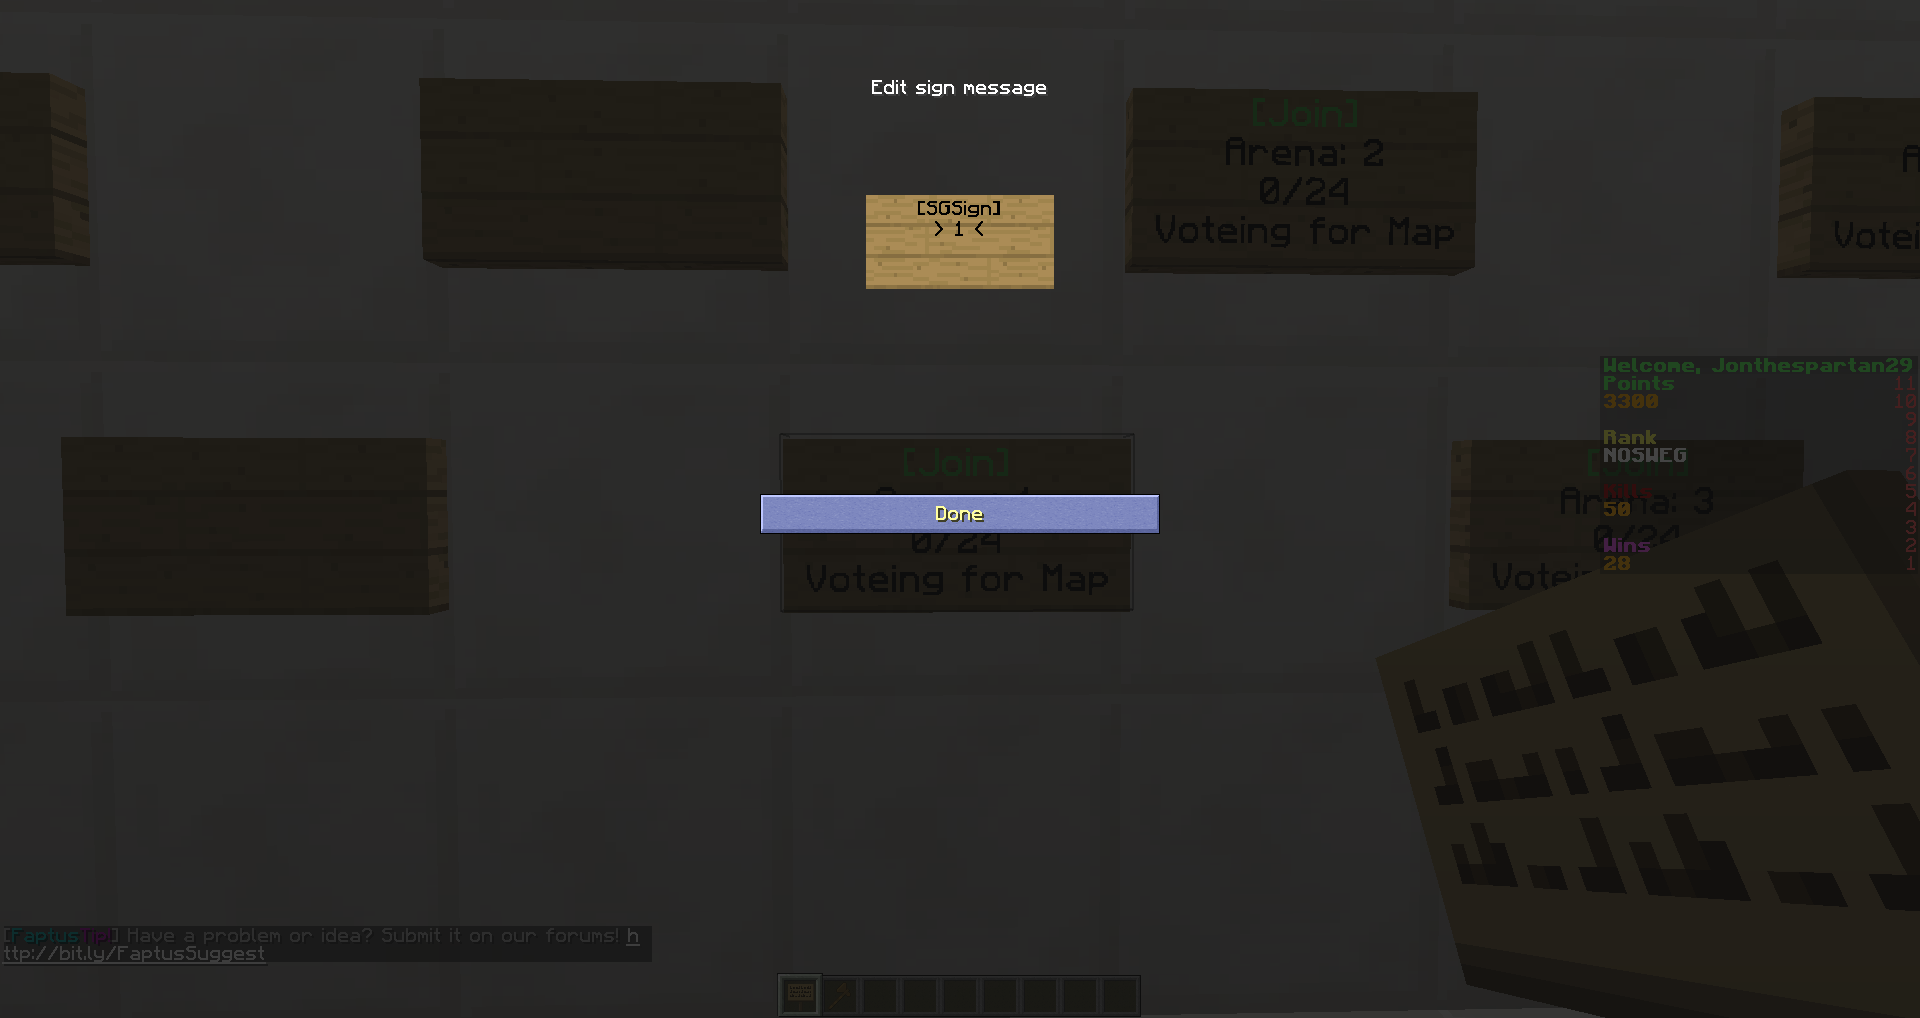 Edit sign message
[SGSign]
> 1 <
[Join]
Arena: 2
0/24
Voteing for Map
A
Votei
[Join]
0/24
Voteing for Map
Arena: 3
0/24
Votein
Welcome, Jonthespartan29
Points 11
3300 10
9
Rank 8
NOSWEG 7
6
Kills 5
50 4
3
Wins 2
28 1
Done
[FaptusTip!] Have a problem or idea? Submit it on our forums! h
ttp://bit.ly/FaptusSuggest